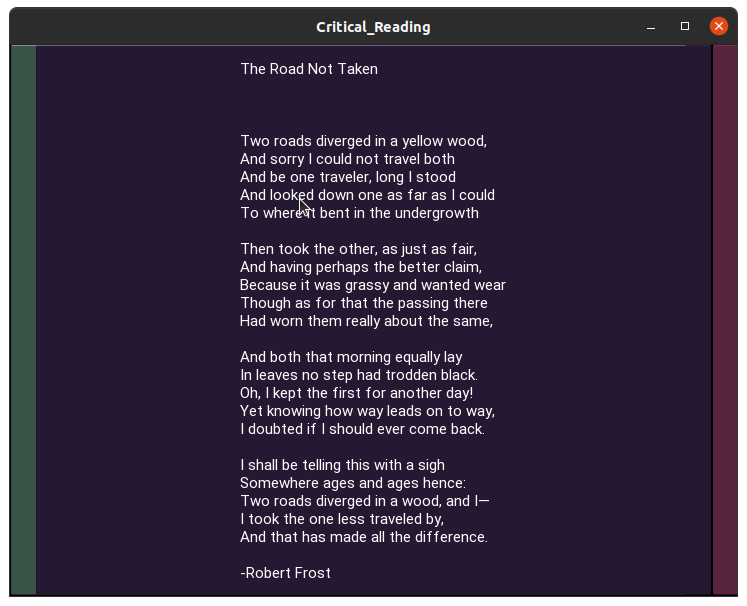 Critical_Reading
The Road Not Taken
Two roads diverged in a yellow wood,
And sorry I could not travel both
And be one traveler, long I stood
And looked down one as far as I could
To where it bent in the undergrowth
Then took the other, as just as fair,
And having perhaps the better claim,
Because it was grassy and wanted wear
Though as for that the passing there
Had worn them really about the same,
And both that morning equally lay
In leaves no step had trodden black.
Oh, I kept the first for another day!
Yet knowing how way leads on to way,
I doubted if I should ever come back.
I shall be telling this with a sigh
Somewhere ages and ages hence:
Two roads diverged in a wood, and I—
I took the one less traveled by,
And that has made all the difference.
-Robert Frost